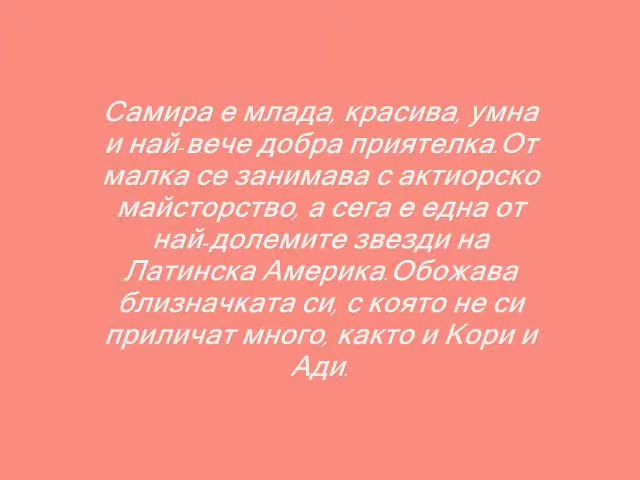 Самира е млада, красива, умна
и най-вече добра приятелка.От
малка се занимава с актиорско
майсторство, а сега е една от
най-долемите звезди на
Латинска Америка.Обожава
близначката си, с която не си
приличат много, както и Кори и
Ади.